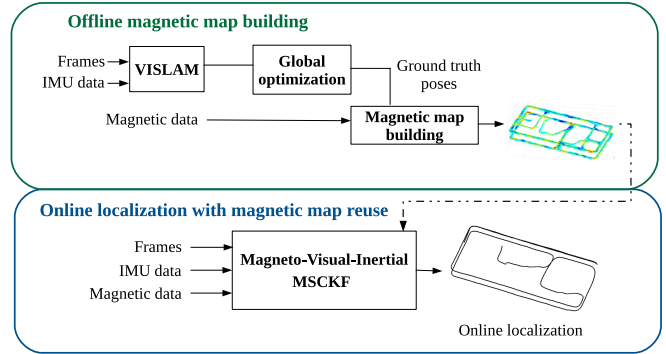 Offline magnetic map building
Frames
IMU data
VISLAM
Global
optimization
Ground truth
poses
Magnetic data
Magnetic map
building
Online localization with magnetic map reuse
Frames
IMU data
Magnetic data
Magneto-Visual-Inertial
MSCKF
Online localization